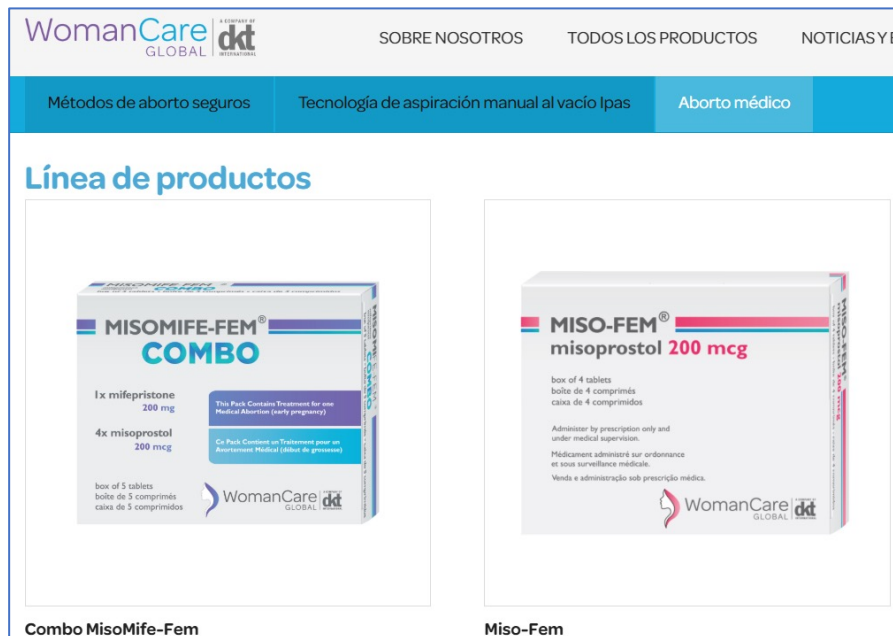 WomanCare
GLOBAL
A COMPANY OF
dkt
INTERNATIONAL
SOBRE NOSOTROS
TODOS LOS PRODUCTOS
NOTICIAS Y E
Métodos de aborto seguros
Tecnología de aspiración manual al vacío Ipas
Aborto médico
Línea de productos
MISOMIFE-FEM®
COMBO
1x mifepristone
200 mg
4x misoprostol
200 mcg
This Pack Contains Treatment for one
Medical Abortion (early pregnancy)
Ce Pack Contient un Traitement pour un
Avortement Médical (début de grossesse)
box of 5 tablets
boîte de 5 comprimés
caixa de 5 comprimidos
WomanCare
GLOBAL
dkt
MISO-FEM®
misoprostol 200 mcg
box of 4 tablets
boîte de 4 comprimés
caixa de 4 comprimidos
Administer by prescription only and
under medical supervision.
Médicament administré sur ordonnance
et sous surveillance médicale.
Venda e administração sob prescrição médica.
WomanCare
GLOBAL
dkt
MISO-FEM®
misoprostol 200 mcg
Combo MisoMife-Fem
Miso-Fem